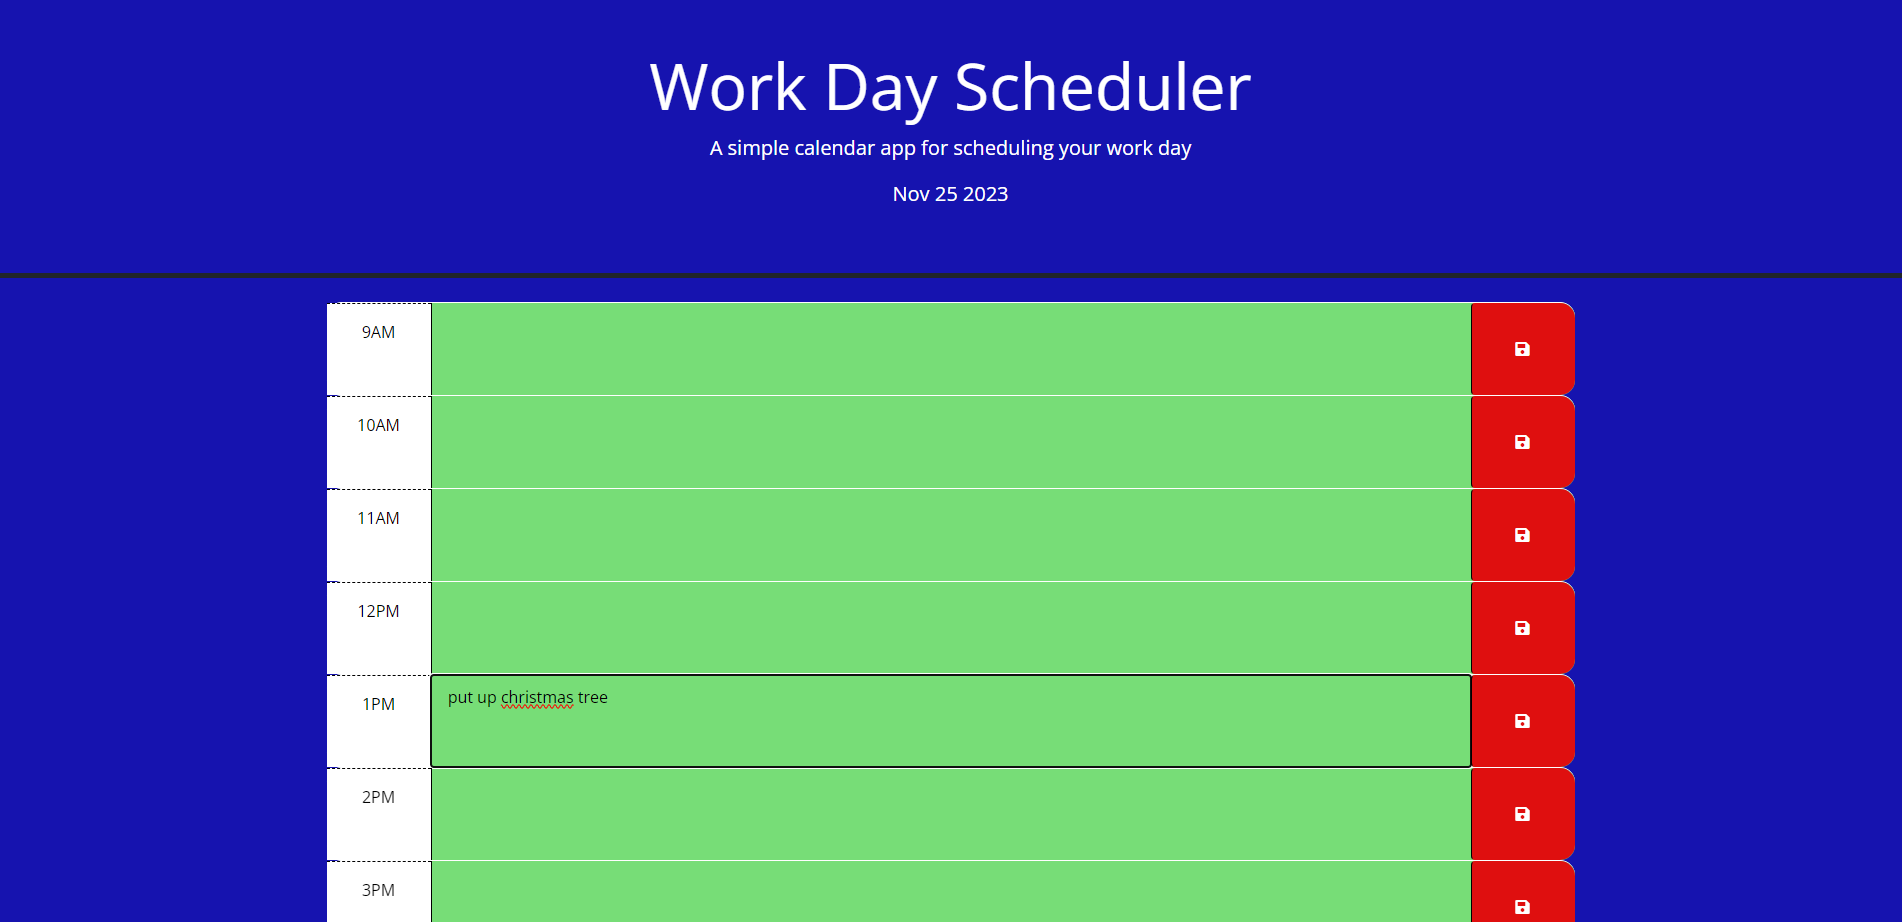 Work Day Scheduler
A simple calendar app for scheduling your work day
Nov 25 2023
9AM
10AM
11AM
12PM
1PM
put up christmas tree
2PM
3PM